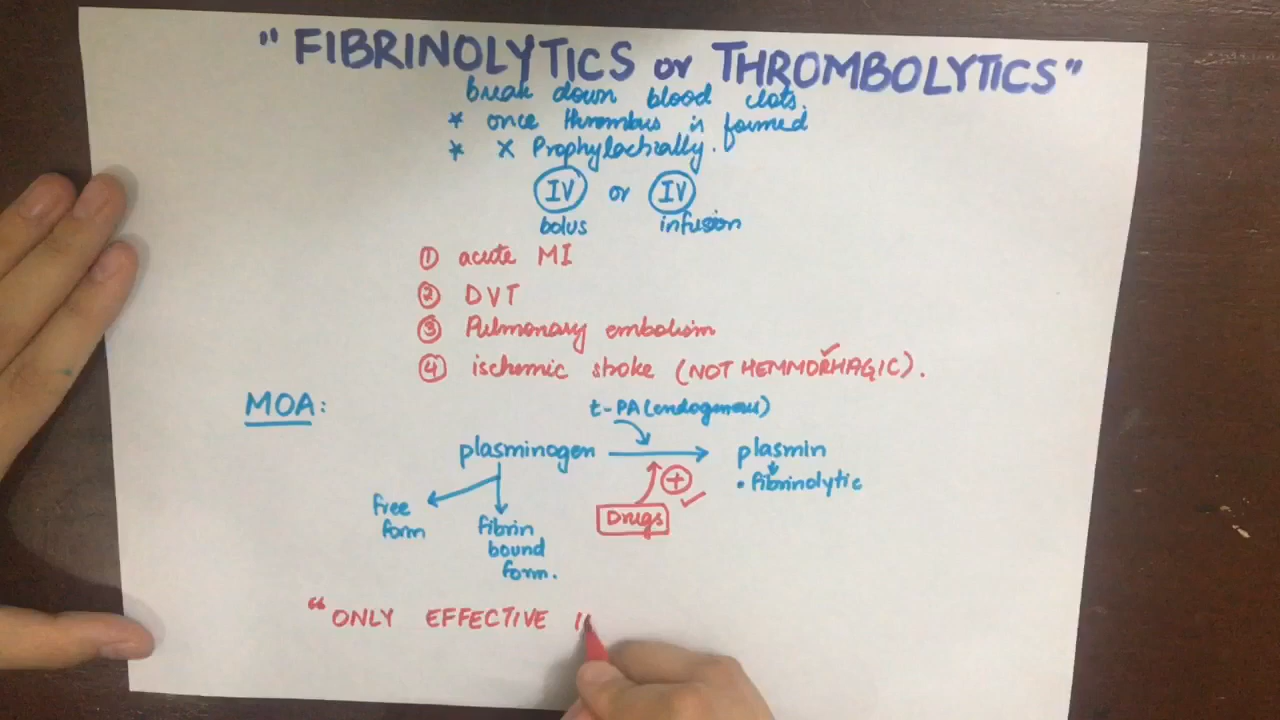 "FIBRINOLYTICS or THROMBOLYTICS"
break down blood clots.
* once thrombus is formed
* X Prophylactically.
IV or IV
bolus infusion
① acute MI
② DVT
③ Pulmonary embolism
④ ischemic stroke (NOT HEMMORHAGIC).
MOA:
t-PA (endogenous)
plasminogen → plasmin
• fibrinolytic
+
Drugs
free form
fibrin bound form.
"ONLY EFFECTIVE